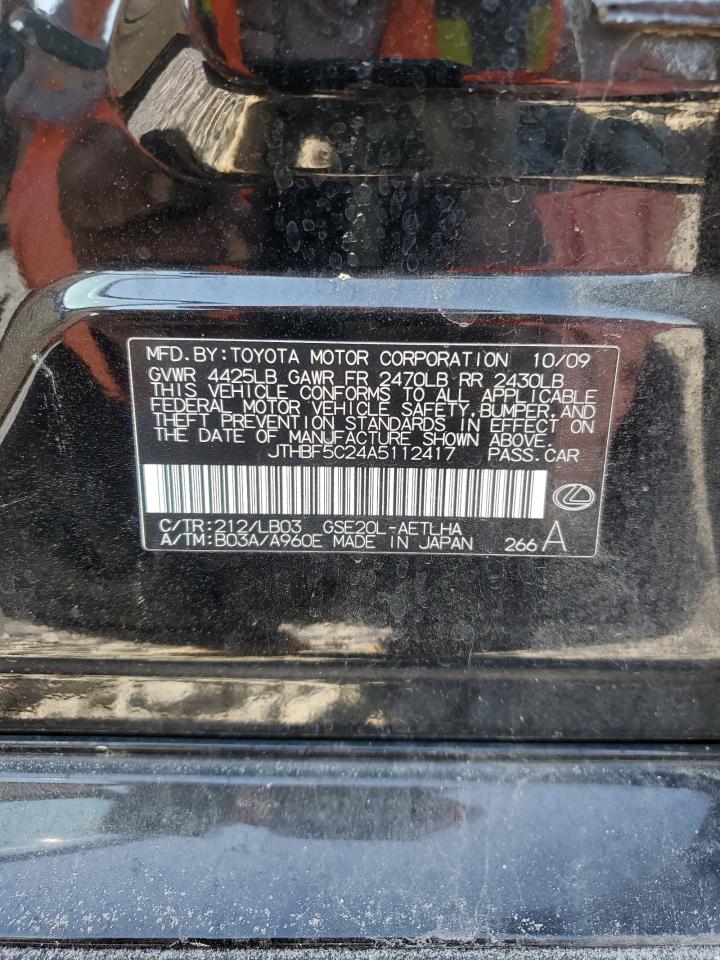 MFD.BY:TOYOTA MOTOR CORPORATION 10/09
GVWR 4425LB GAWR FR 2470LB RR 2430LB
THIS VEHICLE CONFORMS TO ALL APPLICABLE
FEDERAL MOTOR VEHICLE SAFETY,BUMPER,AND
THEFT PREVENTION STANDARDS IN EFFECT ON
THE DATE OF MANUFACTURE SHOWN ABOVE.
JTHBF5C24A5112417 PASS.CAR
C/TR:212/LB03 GSE20L-AETLHA
A/TM:B03A/A960E MADE IN JAPAN 266 A